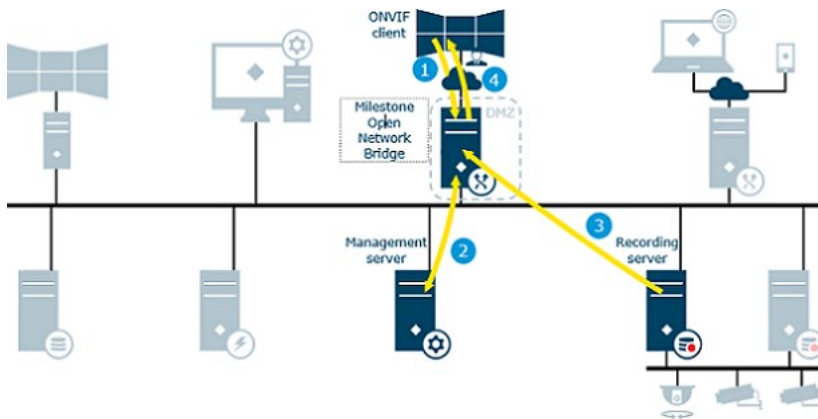 ONVIF
client
1
4
Milestone
Open
Network
Bridge
DMZ
Management
server
2
3
Recording
server